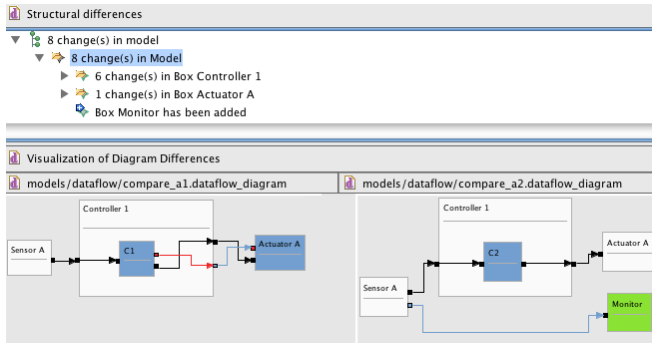 Structural differences
8 change(s) in model
8 change(s) in Model
6 change(s) in Box Controller 1
1 change(s) in Box Actuator A
Box Monitor has been added
Visualization of Diagram Differences
models/dataflow/compare_a1.dataflow_diagram
models/dataflow/compare_a2.dataflow_diagram
Controller 1
Sensor A
C1
Actuator A
Controller 1
C2
Actuator A
Sensor A
Monitor